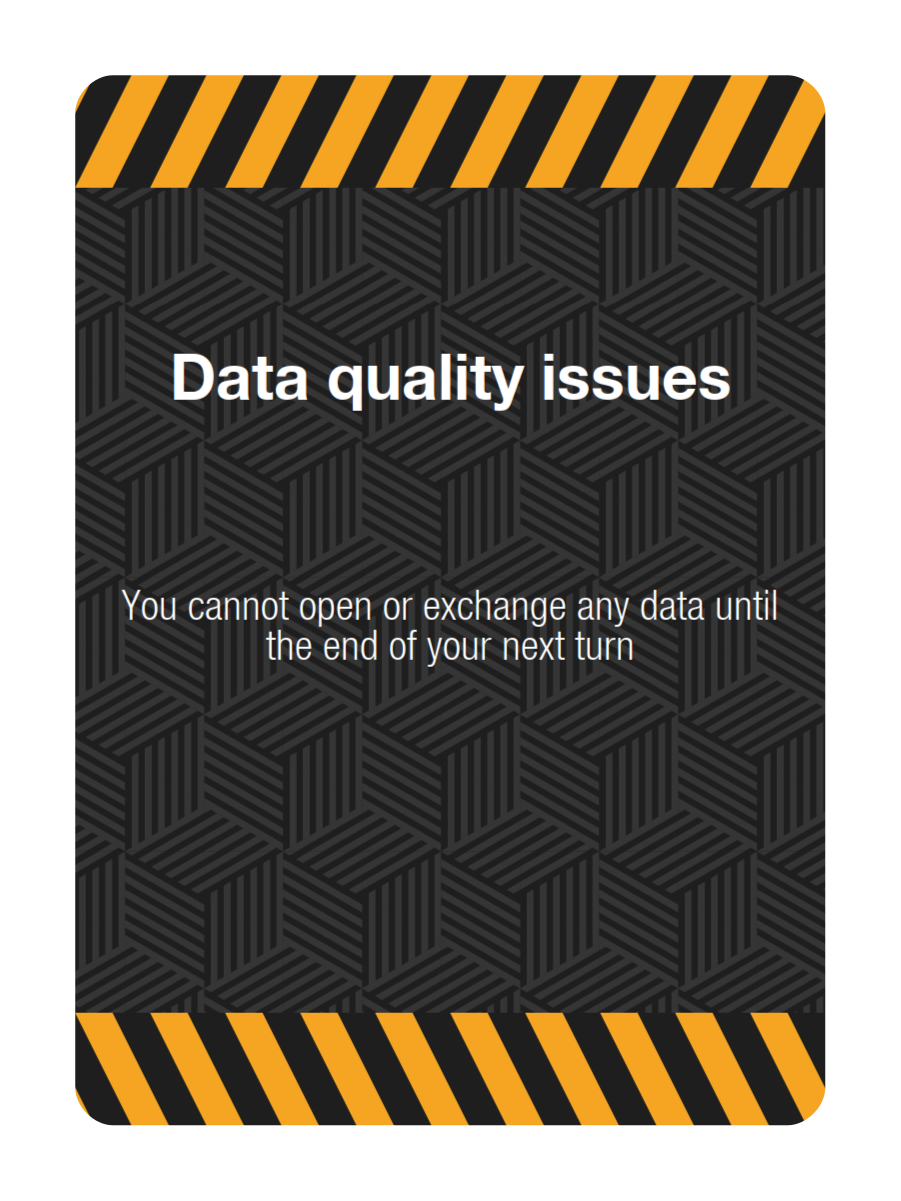 Data quality issues
You cannot open or exchange any data until
the end of your next turn